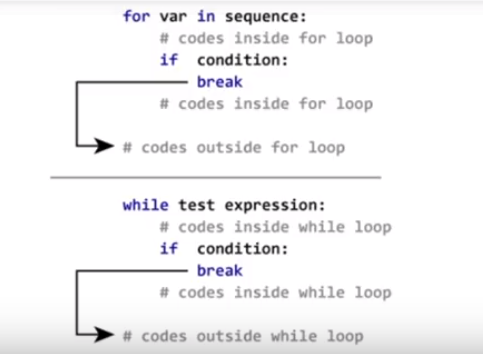 for var in sequence:
# codes inside for loop
if condition:
break
# codes inside for loop
# codes outside for loop
while test expression:
# codes inside while loop
if condition:
break
# codes inside while loop
# codes outside while loop